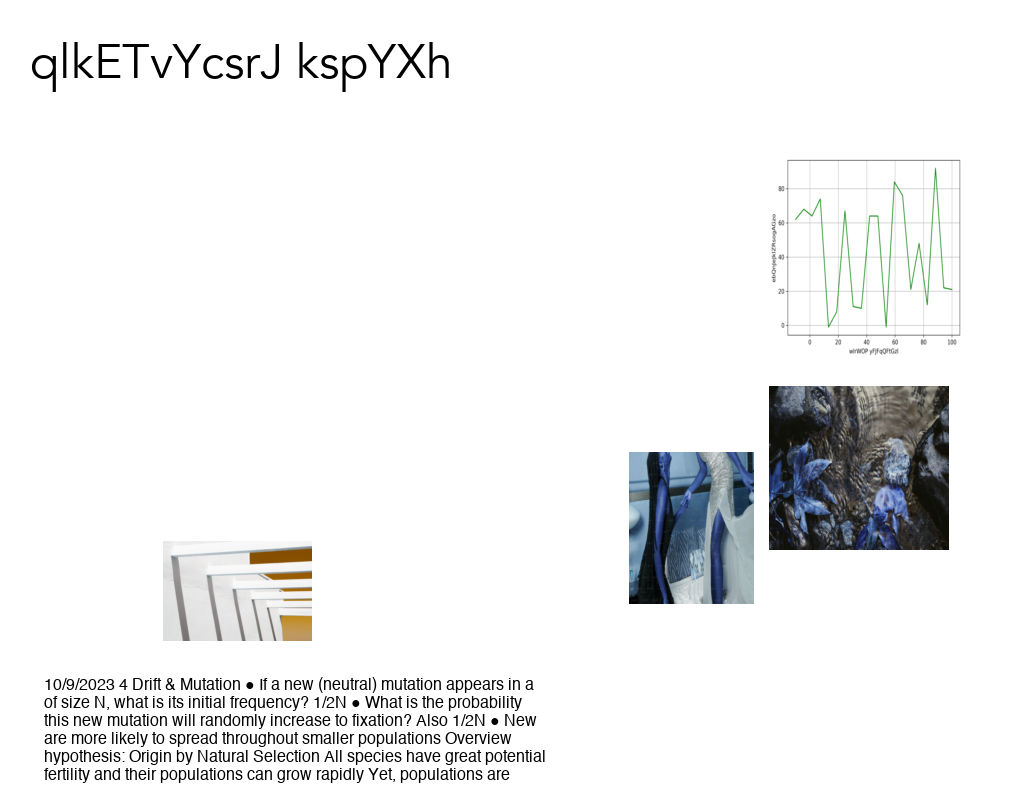 qlkETvYcsrJ kspYXh
80
60
40
20
0
0 20 40 60 80 100
10/9/2023 4 Drift & Mutation ● If a new (neutral) mutation appears in a
of size N, what is its initial frequency? 1/2N ● What is the probability
this new mutation will randomly increase to fixation? Also 1/2N ● New
are more likely to spread throughout smaller populations Overview
hypothesis: Origin by Natural Selection All species have great potential
fertility and their populations can grow rapidly Yet, populations are